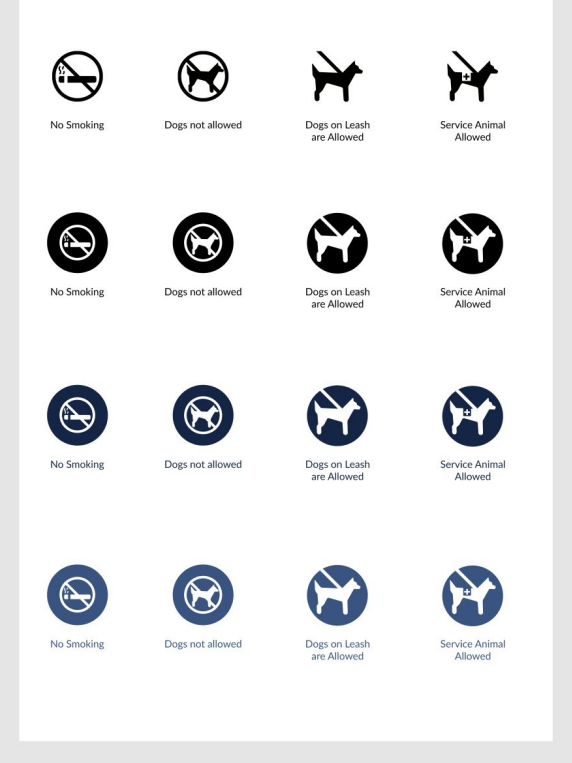 No Smoking
Dogs not allowed
Dogs on Leash
are Allowed
Service Animal
Allowed
No Smoking
Dogs not allowed
Dogs on Leash
are Allowed
Service Animal
Allowed
No Smoking
Dogs not allowed
Dogs on Leash
are Allowed
Service Animal
Allowed
No Smoking
Dogs not allowed
Dogs on Leash
are Allowed
Service Animal
Allowed